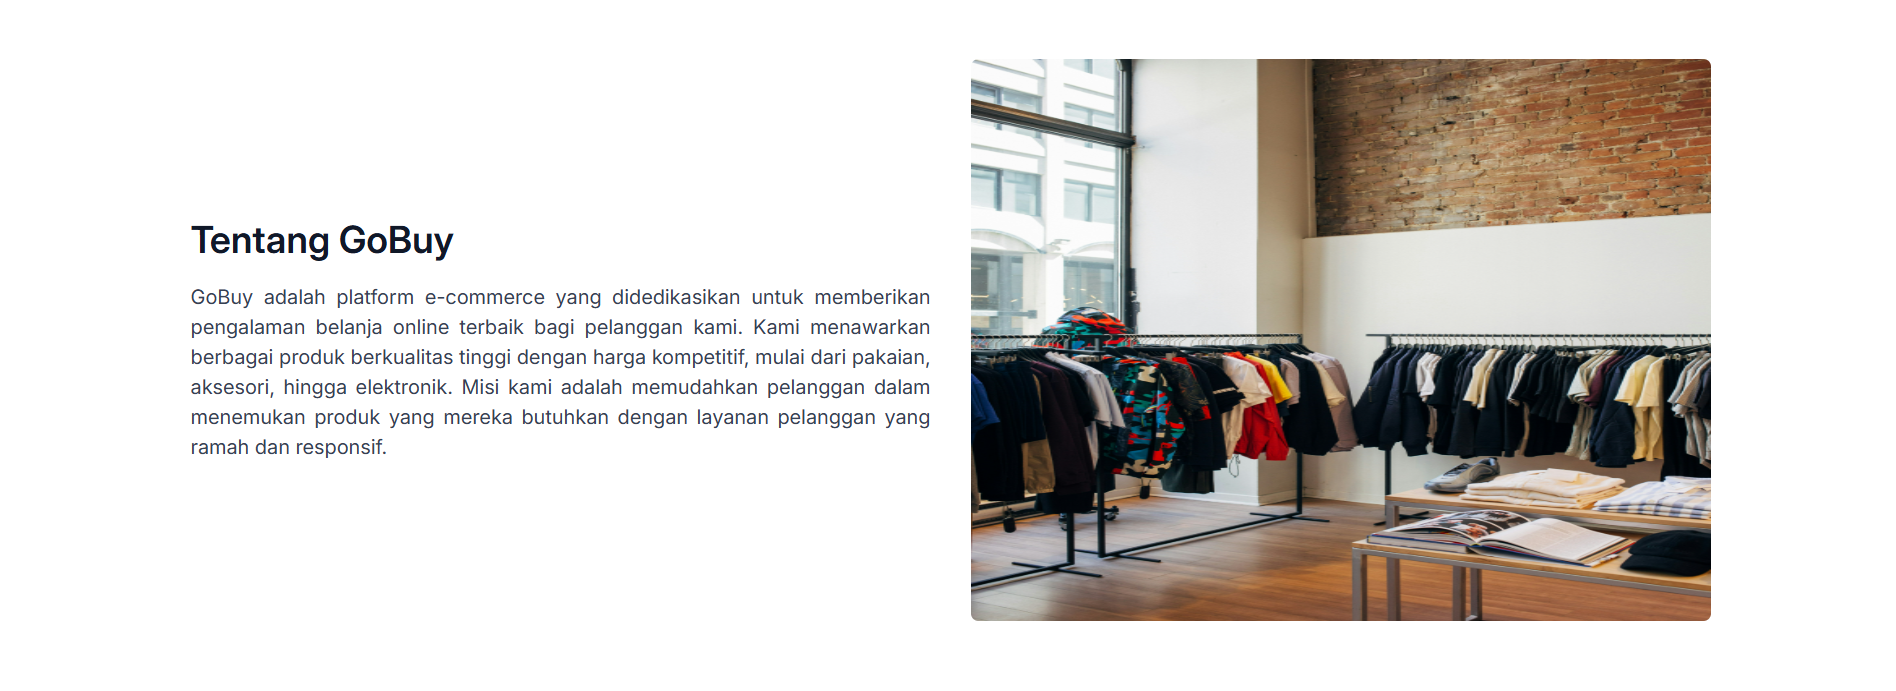 Tentang GoBuy
GoBuy adalah platform e-commerce yang didedikasikan untuk memberikan
pengalaman belanja online terbaik bagi pelanggan kami. Kami menawarkan
berbagai produk berkualitas tinggi dengan harga kompetitif, mulai dari pakaian,
aksesori, hingga elektronik. Misi kami adalah memudahkan pelanggan dalam
menemukan produk yang mereka butuhkan dengan layanan pelanggan yang
ramah dan responsif.